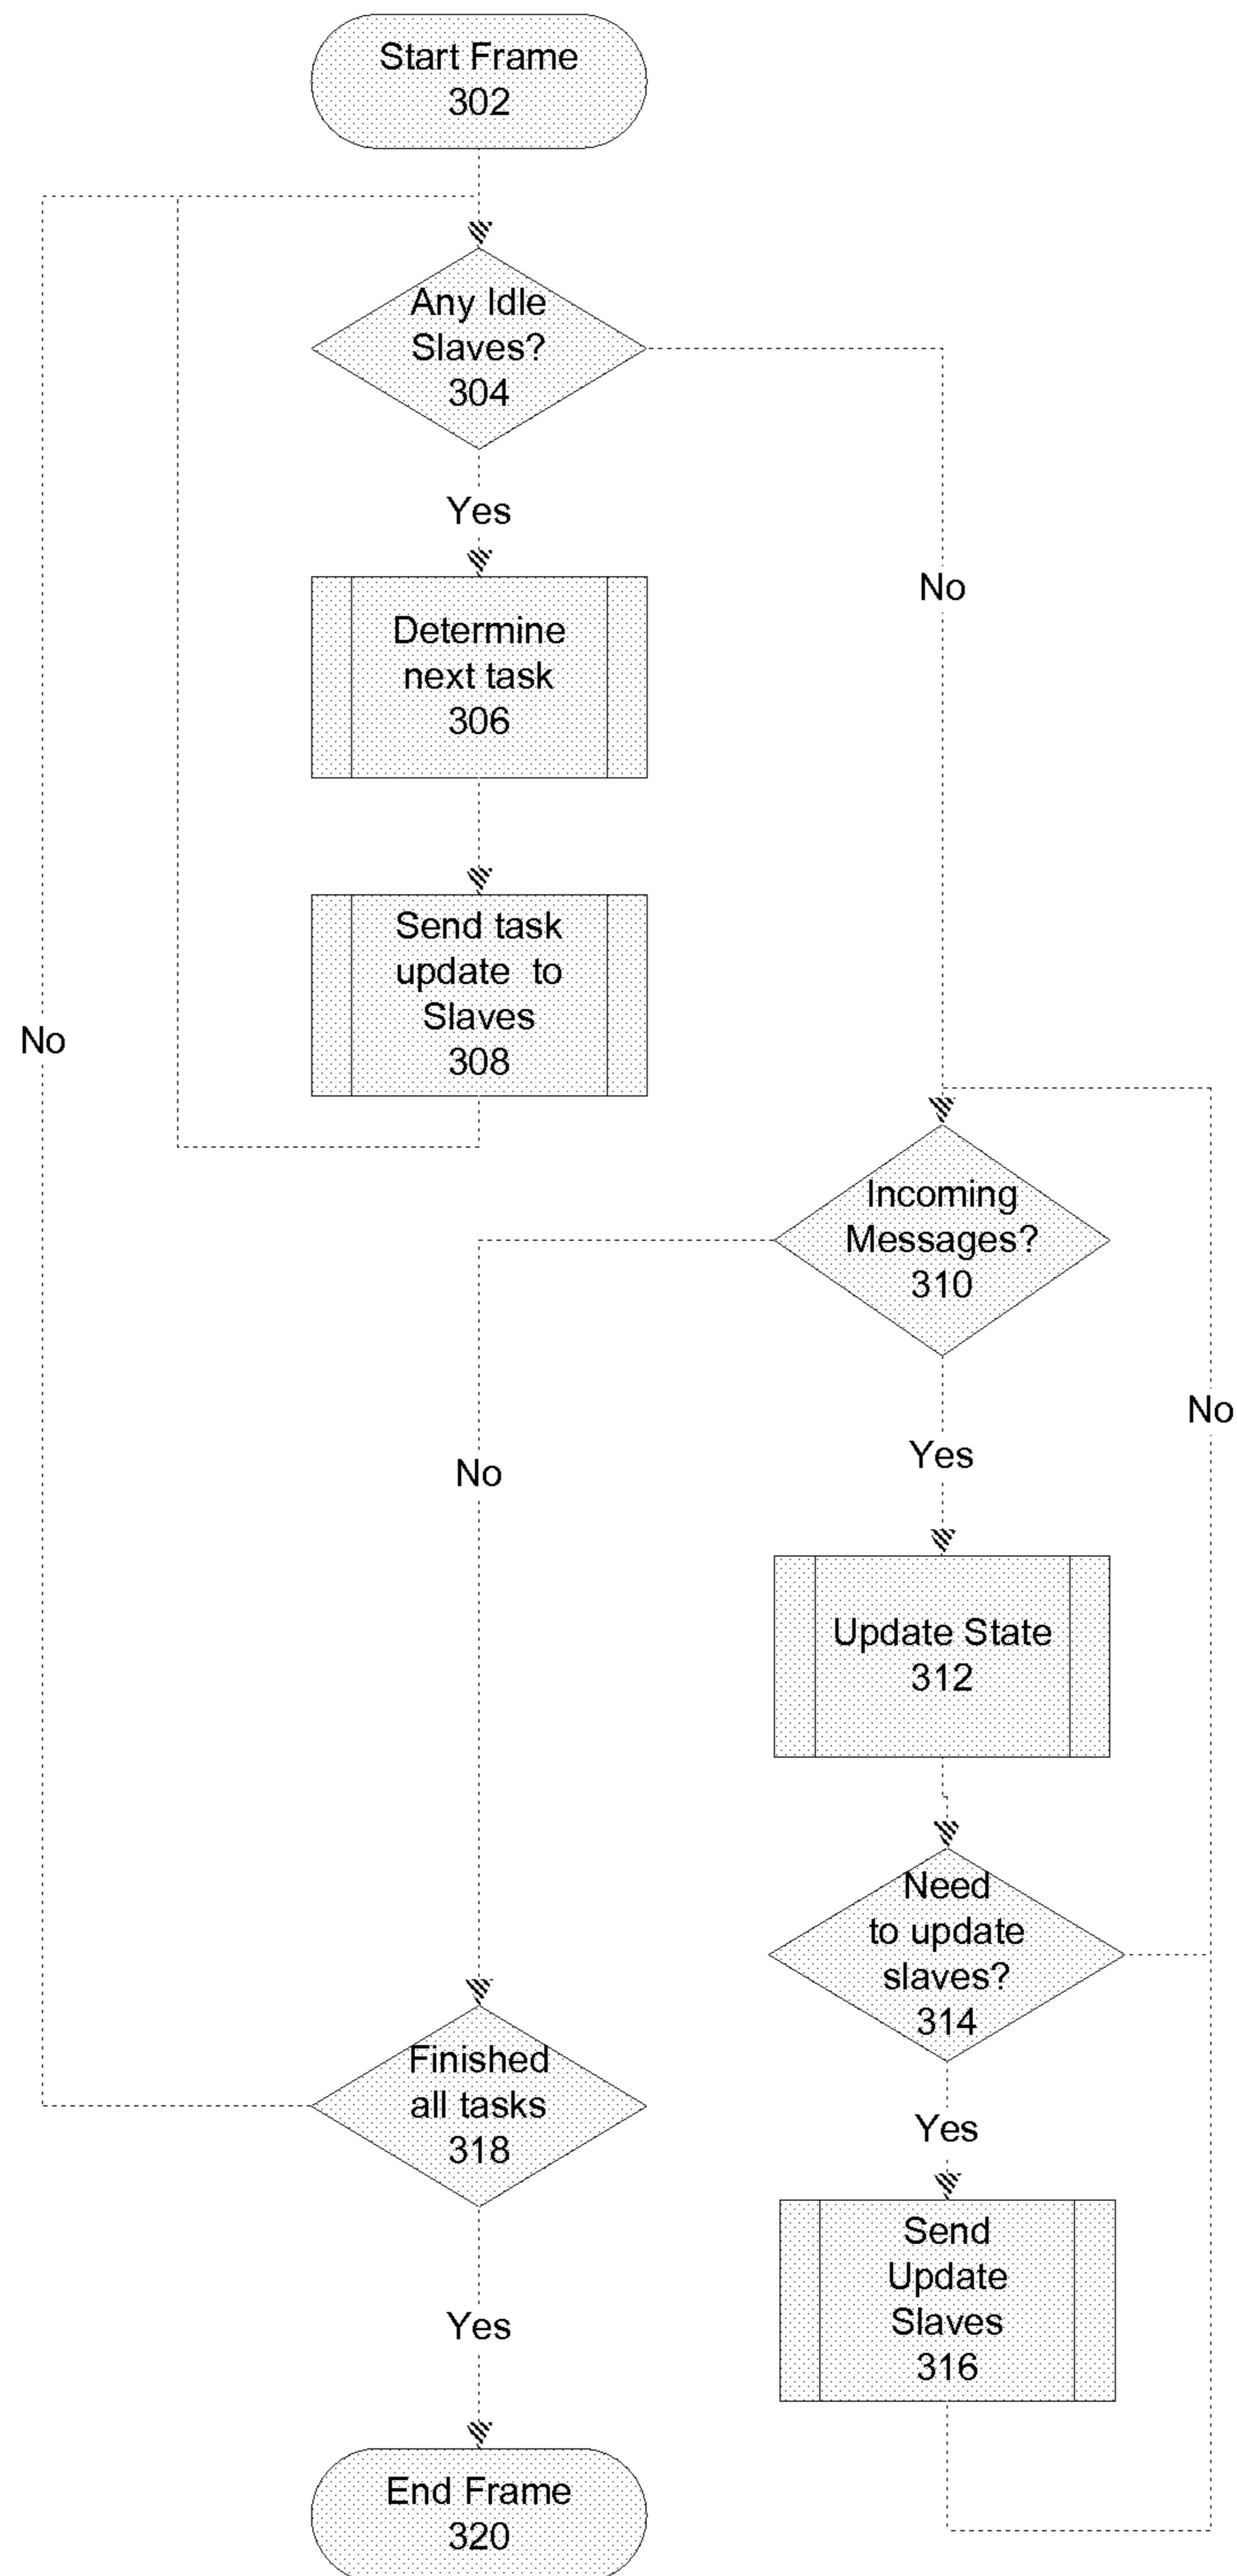 Start Frame
302
Any Idle
Slaves?
304
Yes
No
Determine
next task
306
Send task
update to
Slaves
308
No
Incoming
Messages?
310
No
Yes
No
Update State
312
Need
to update
slaves?
314
Finished
all tasks
318
Yes
Send
Update
Slaves
316
Yes
End Frame
320